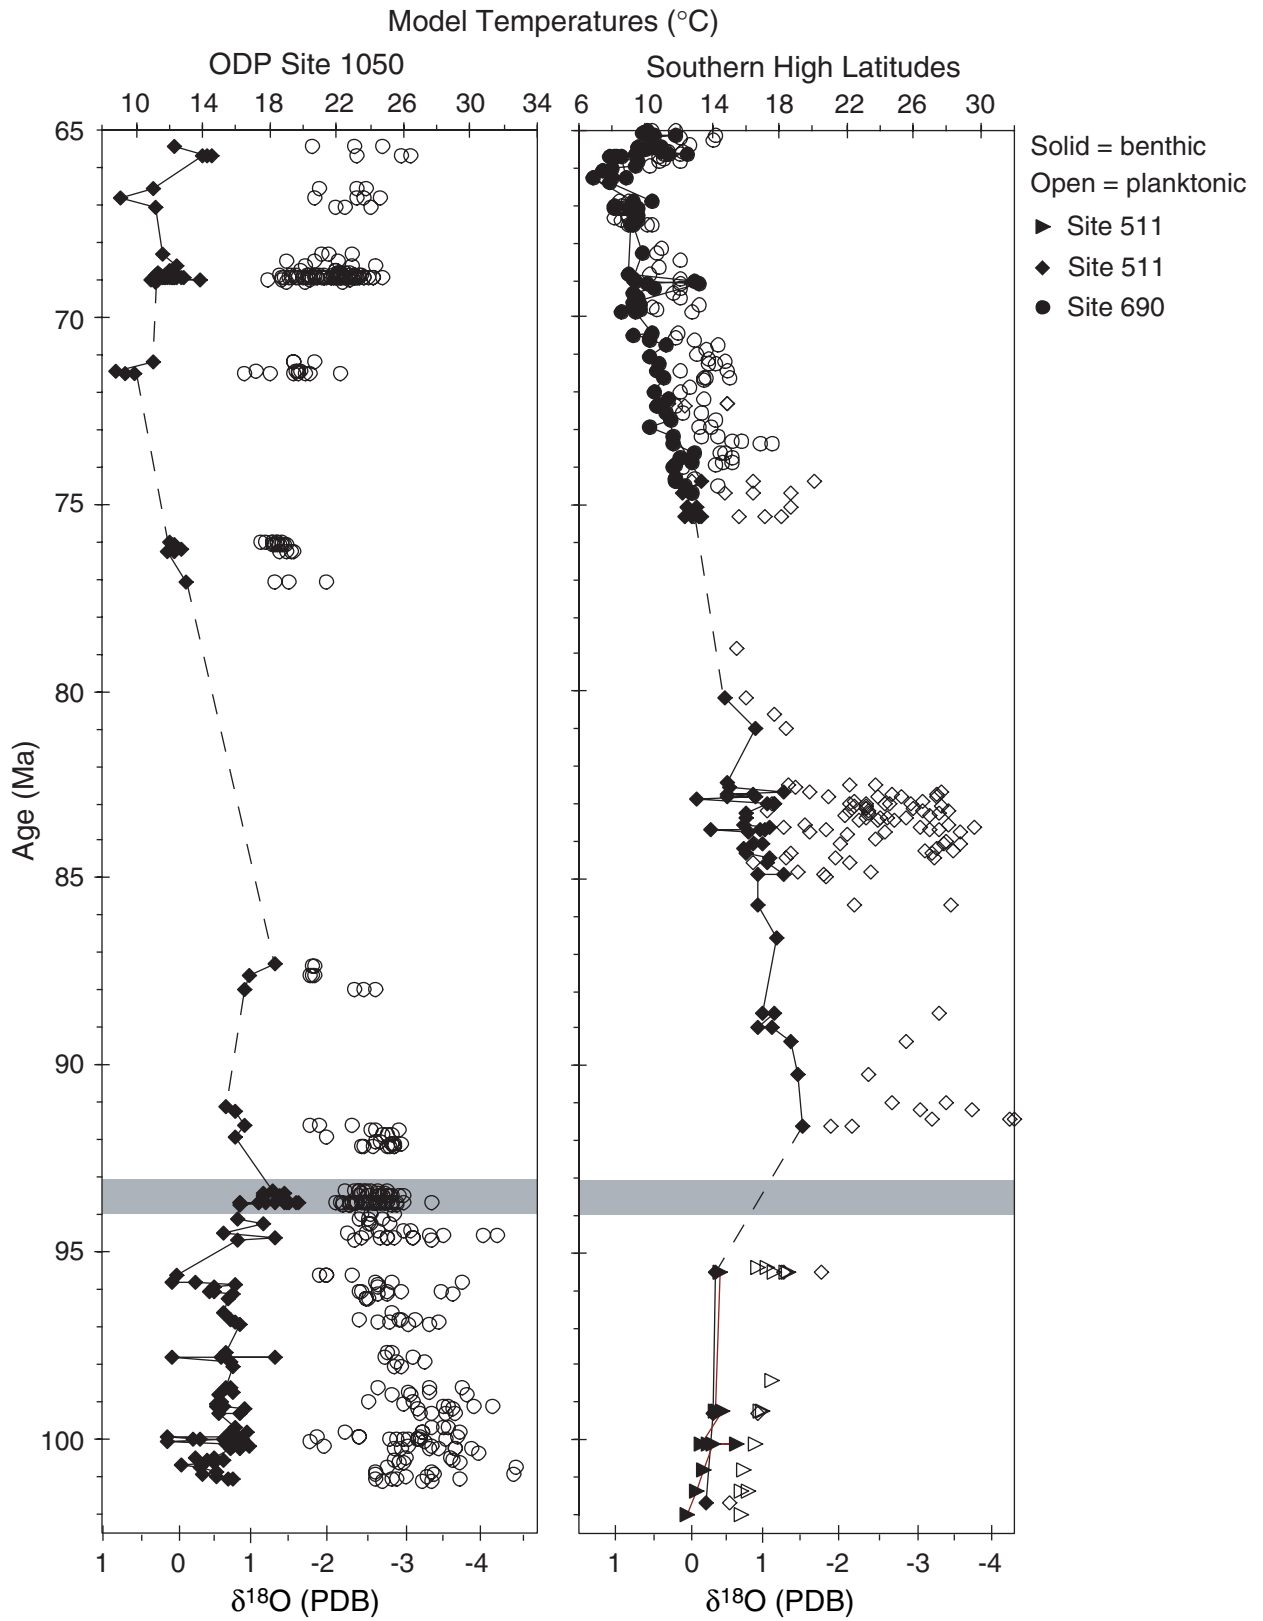 Model Temperatures (°C)
ODP Site 1050
Southern High Latitudes
10 14 18 22 26 30 34
6 10 14 18 22 26 30
65
70
75
80
85
90
95
100
Age (Ma)
Solid = benthic
Open = planktonic
Site 511
Site 511
Site 690
1 0 1 -2 -3 -4
1 0 1 -2 -3 -4
δ¹⁸O (PDB)
δ¹⁸O (PDB)